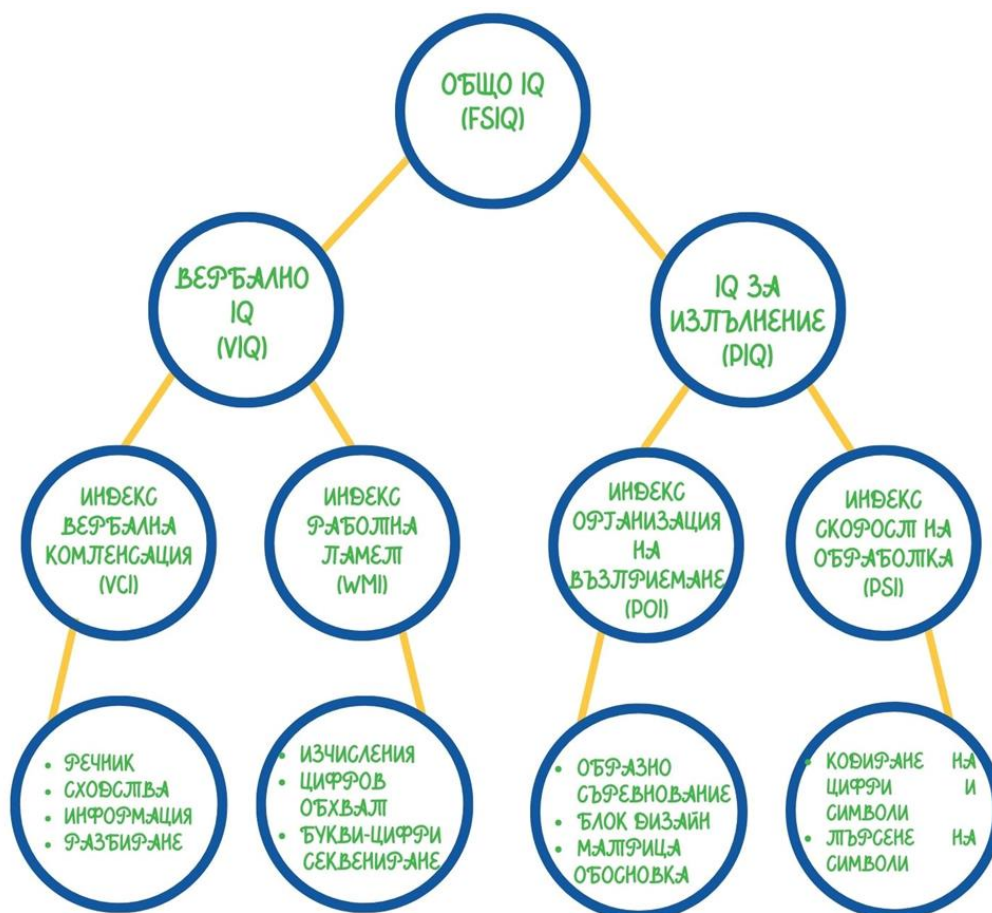 ОБЩО IQ
(FSIQ)
ВЕРБАЛНО
IQ
(VIQ)
IQ ЗА
ИЗПЪЛНЕНИЕ
(PIQ)
ИНДЕКС
ВЕРБАЛНА
КОМПЕНСАЦИЯ
(VCI)
ИНДЕКС
РАБОТНА
ПАМЕТ
(WMI)
ИНДЕКС
ОРГАНИЗАЦИЯ
НА
ВЪЗПРИЕМАНЕ
(POI)
ИНДЕКС
СКОРОСТ НА
ОБРАБОТКА
(PSI)
• РЕЧНИК
• СХОДСТВА
• ИНФОРМАЦИЯ
• РАЗБИРАНЕ
• ИЗЧИСЛЕНИЯ
• ЦИФРОВ
ОБХВАТ
• БУКВИ-ЦИФРИ
СЕКВЕНИРАНЕ
• ОБРАЗНО
СЪРЕВНОВАНИЕ
• БЛОК ДИЗАЙН
• МАТРИЦА
ОБОСНОВКА
• КОДИРАНЕ НА
ЦИФРИ И
СИМВОЛИ
• ТЪРСЕНЕ НА
СИМВОЛИ